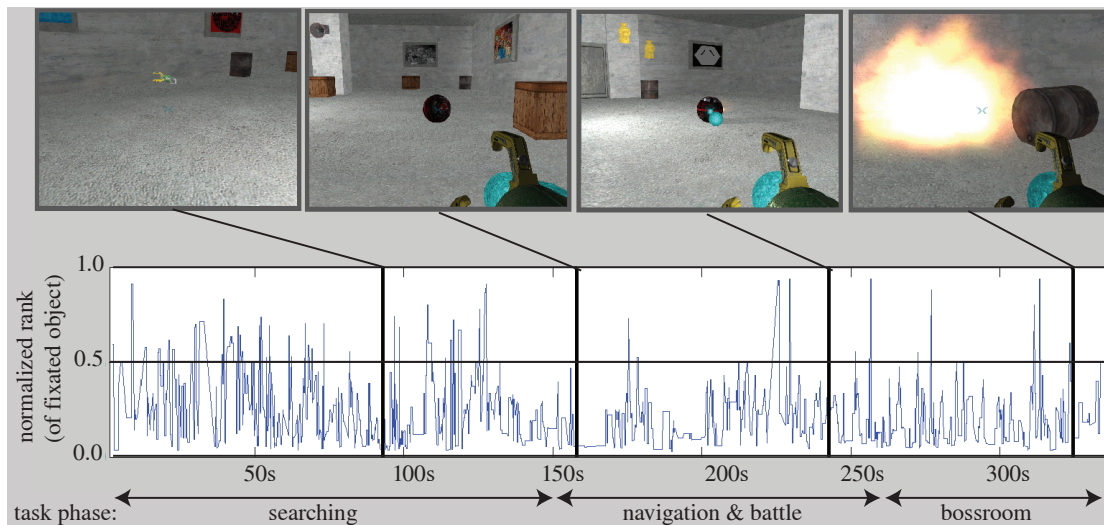 1.0
0.5
0.0
normalized rank
(of fixated object)
50s 100s 150s 200s 250s 300s
task phase: searching navigation & battle bossroom